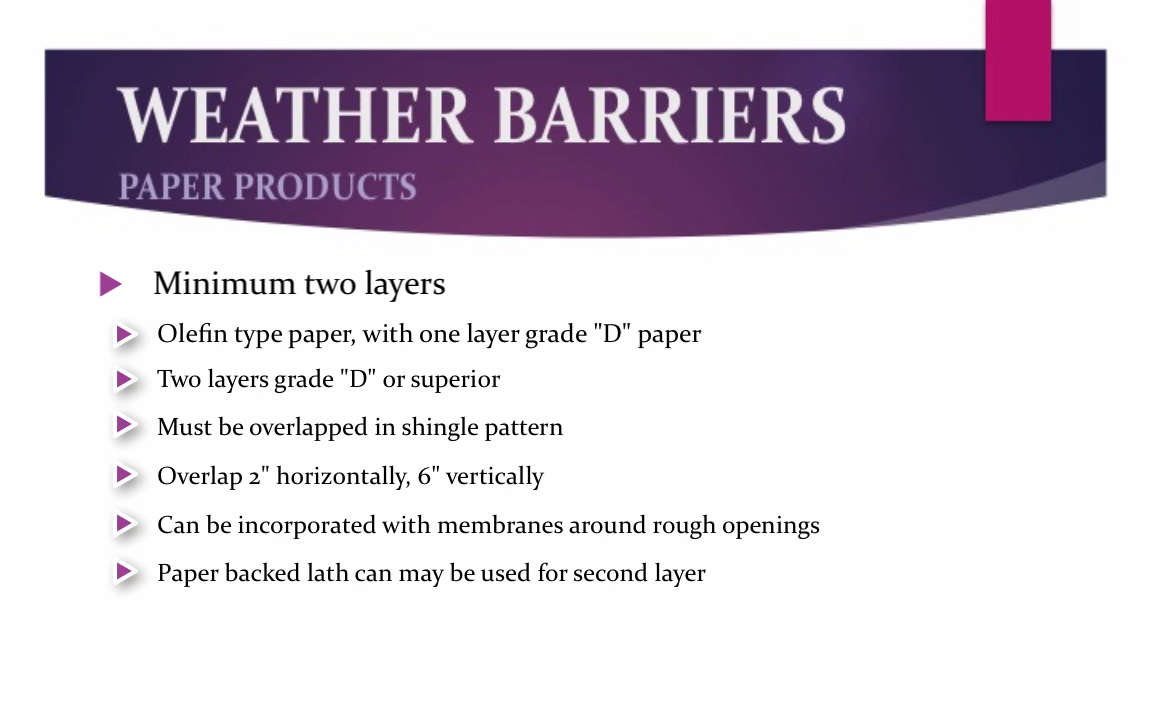 WEATHER BARRIERS
PAPER PRODUCTS
Minimum two layers
Olefin type paper, with one layer grade "D" paper
Two layers grade "D" or superior
Must be overlapped in shingle pattern
Overlap 2" horizontally, 6" vertically
Can be incorporated with membranes around rough openings
Paper backed lath can may be used for second layer